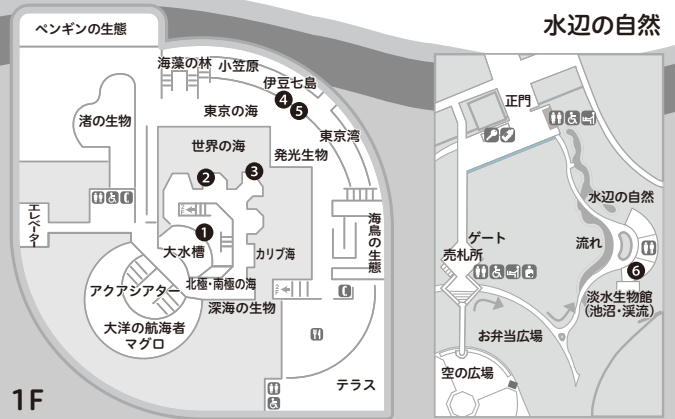 ペンギンの生態
水辺の自然
海藻の林
小笠原
伊豆七島
4
5
渚の生物
東京の海
東京湾
世界の海
発光生物
2
3
エレベーター
1
大水槽
カリブ海
海鳥の生態
アクアシアター
北極・南極の海
深海の生物
大洋の航海者
マグロ
テラス
1F
正門
水辺の自然
流れ
ゲート
売札所
6
淡水生物館
(池沼・渓流)
お弁当広場
空の広場